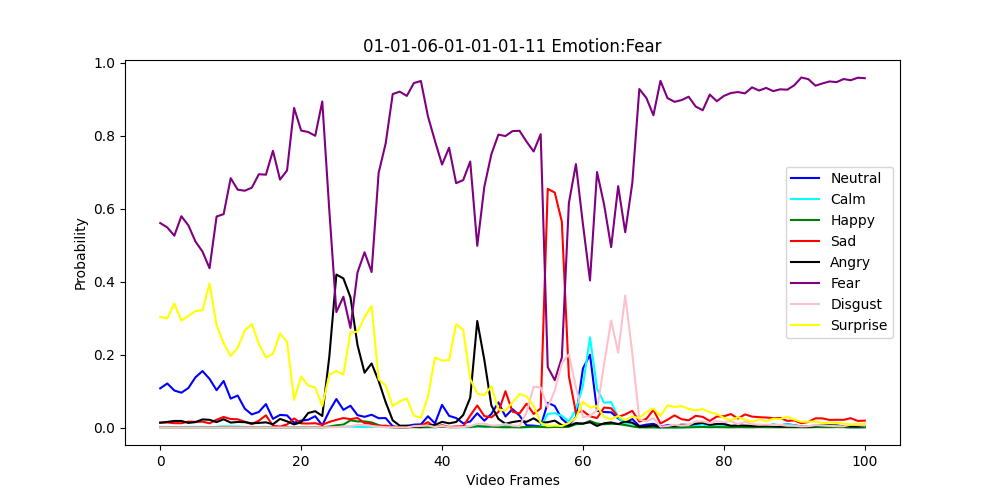 01-01-06-01-01-01-11 Emotion:Fear
1.0
0.8
0.6
0.4
0.2
0.0
Probability
Neutral
Calm
Happy
Sad
Angry
Fear
Disgust
Surprise
0 20 40 60 80 100
Video Frames